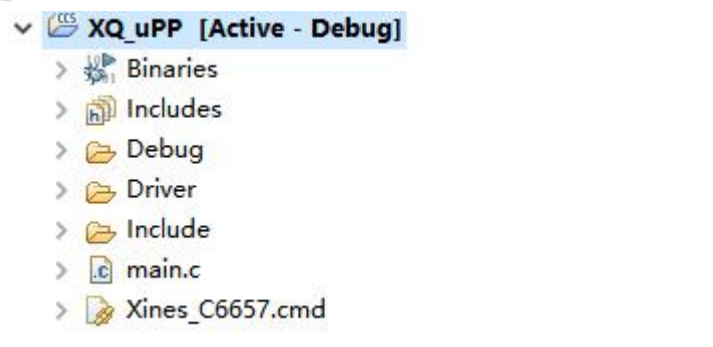 XQ_uPP [Active - Debug]
Binaries
Includes
Debug
Driver
Include
main.c
Xines_C6657.cmd